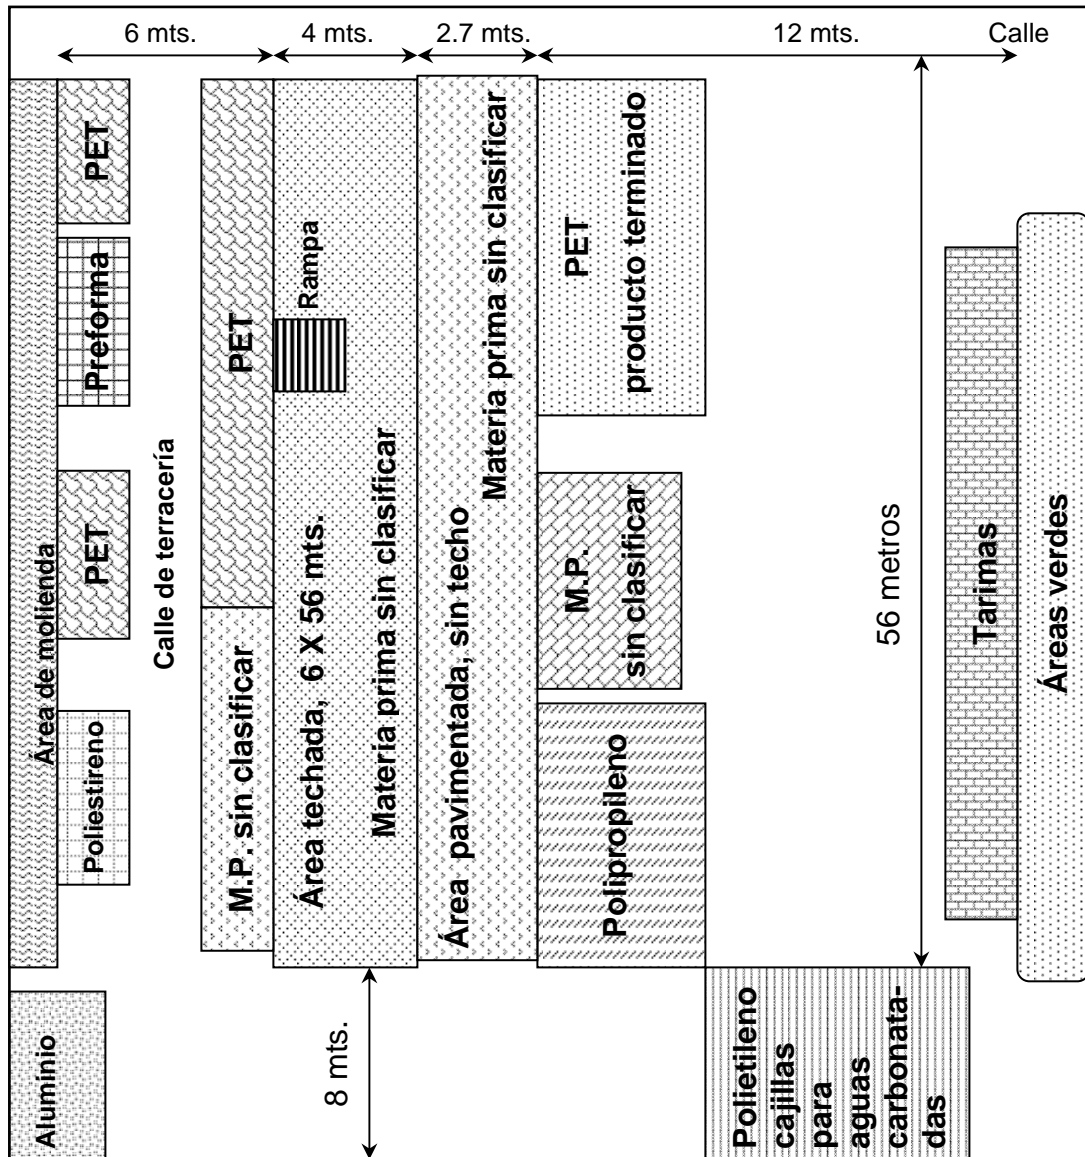 6 mts.
4 mts.
2.7 mts.
12 mts.
Calle
Área de molienda
PET
Preforma
PET
Poliestireno
Calle de terracería
PET
M.P. sin clasificar
Rampa
Área techada, 6 X 56 mts.
Materia prima sin clasificar
Área pavimentada, sin techo
Materia prima sin clasificar
PET
producto terminado
M.P.
sin clasificar
Polipropileno
56 metros
Tarimas
Áreas verdes
Aluminio
8 mts.
Polietileno
cajillas
para
aguas
carbonata-
das